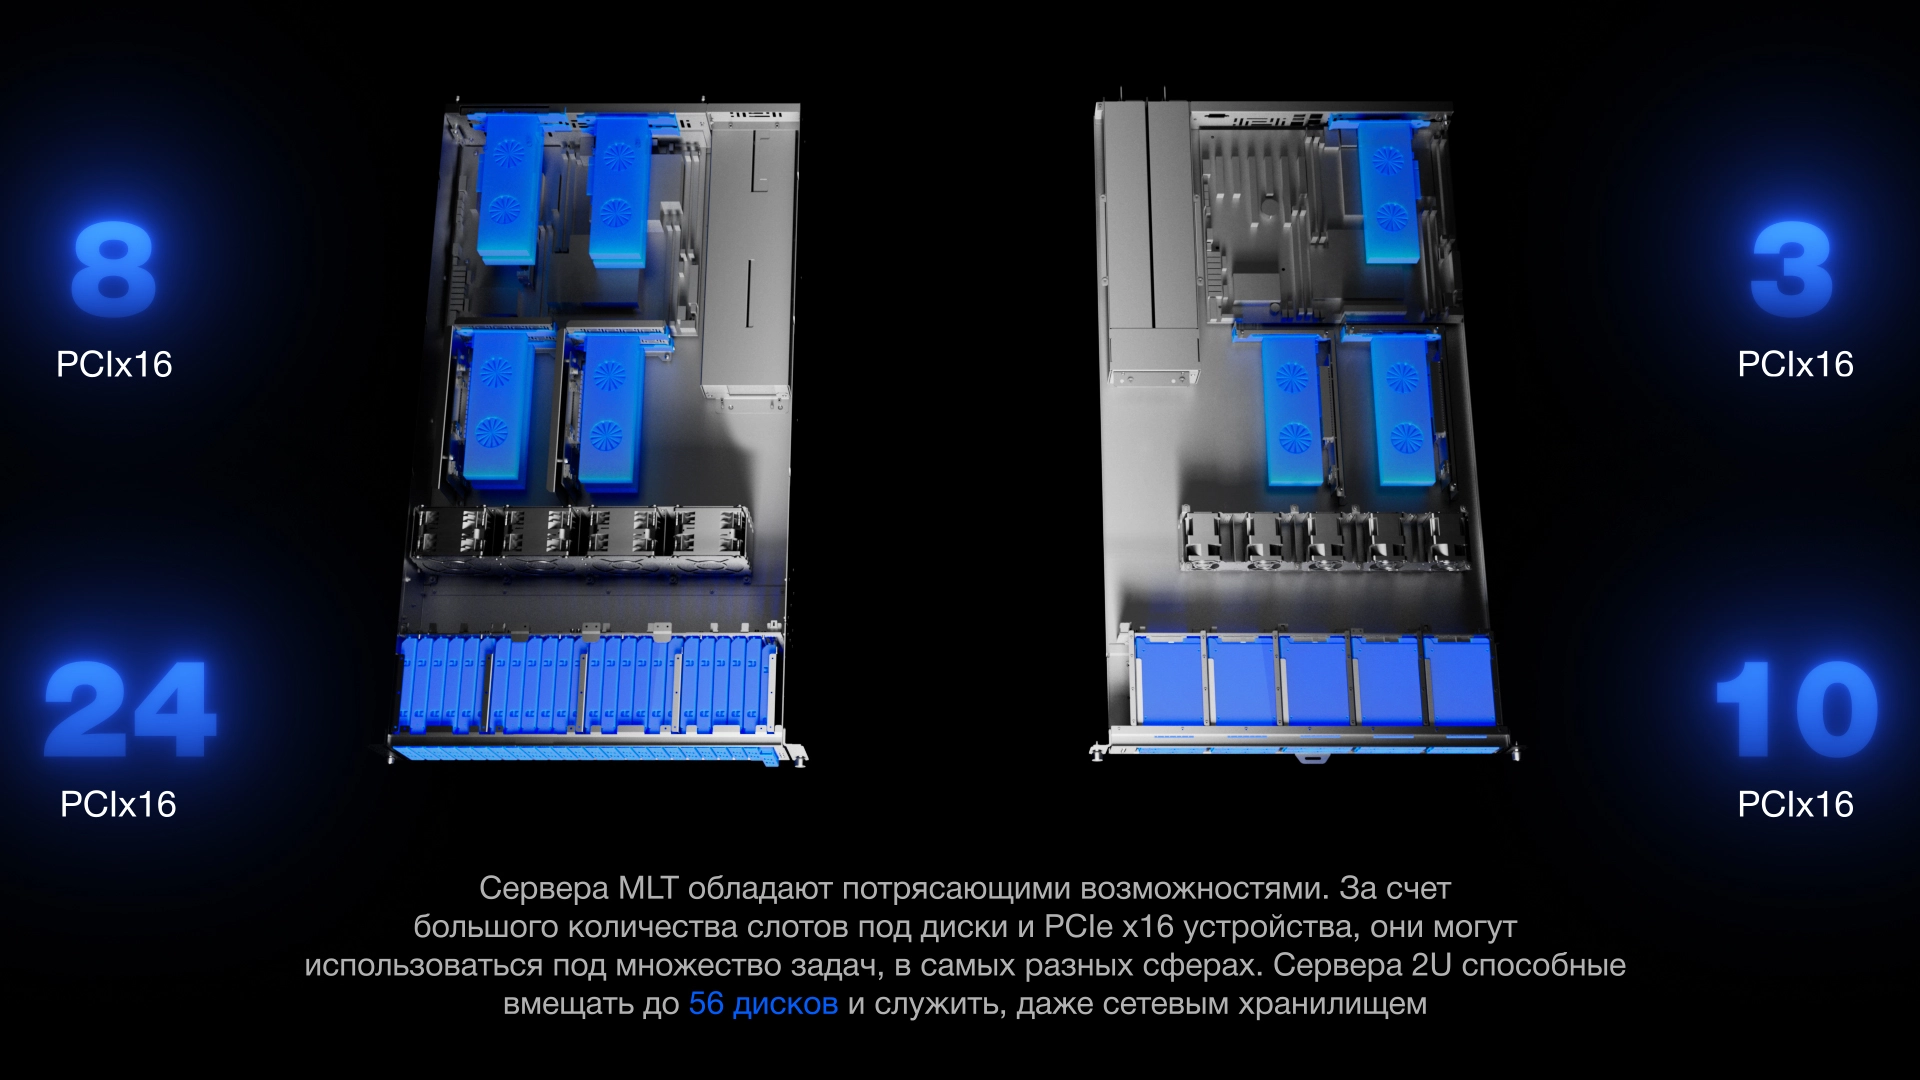 8
PCIx16
3
PCIx16
24
PCIx16
10
PCIx16
Сервера MLT обладают потрясающими возможностями. За счет
большого количества слотов под диски и PCIe x16 устройства, они могут
использоваться под множество задач, в самых разных сферах. Сервера 2U способные
вмещать до 56 дисков и служить, даже сетевым хранилищем